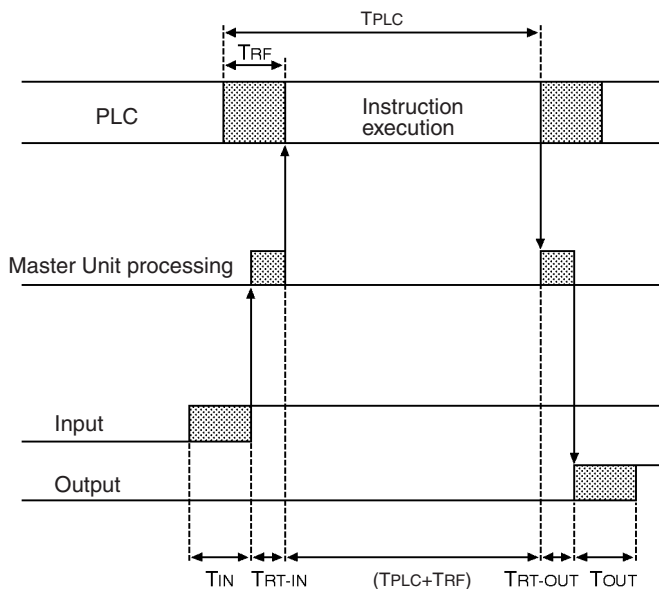 TPLC
TRF
PLC
Instruction
execution
Master Unit processing
Input
Output
TIN
TRT-IN
(TPLC+TRF)
TRT-OUT
TOUT